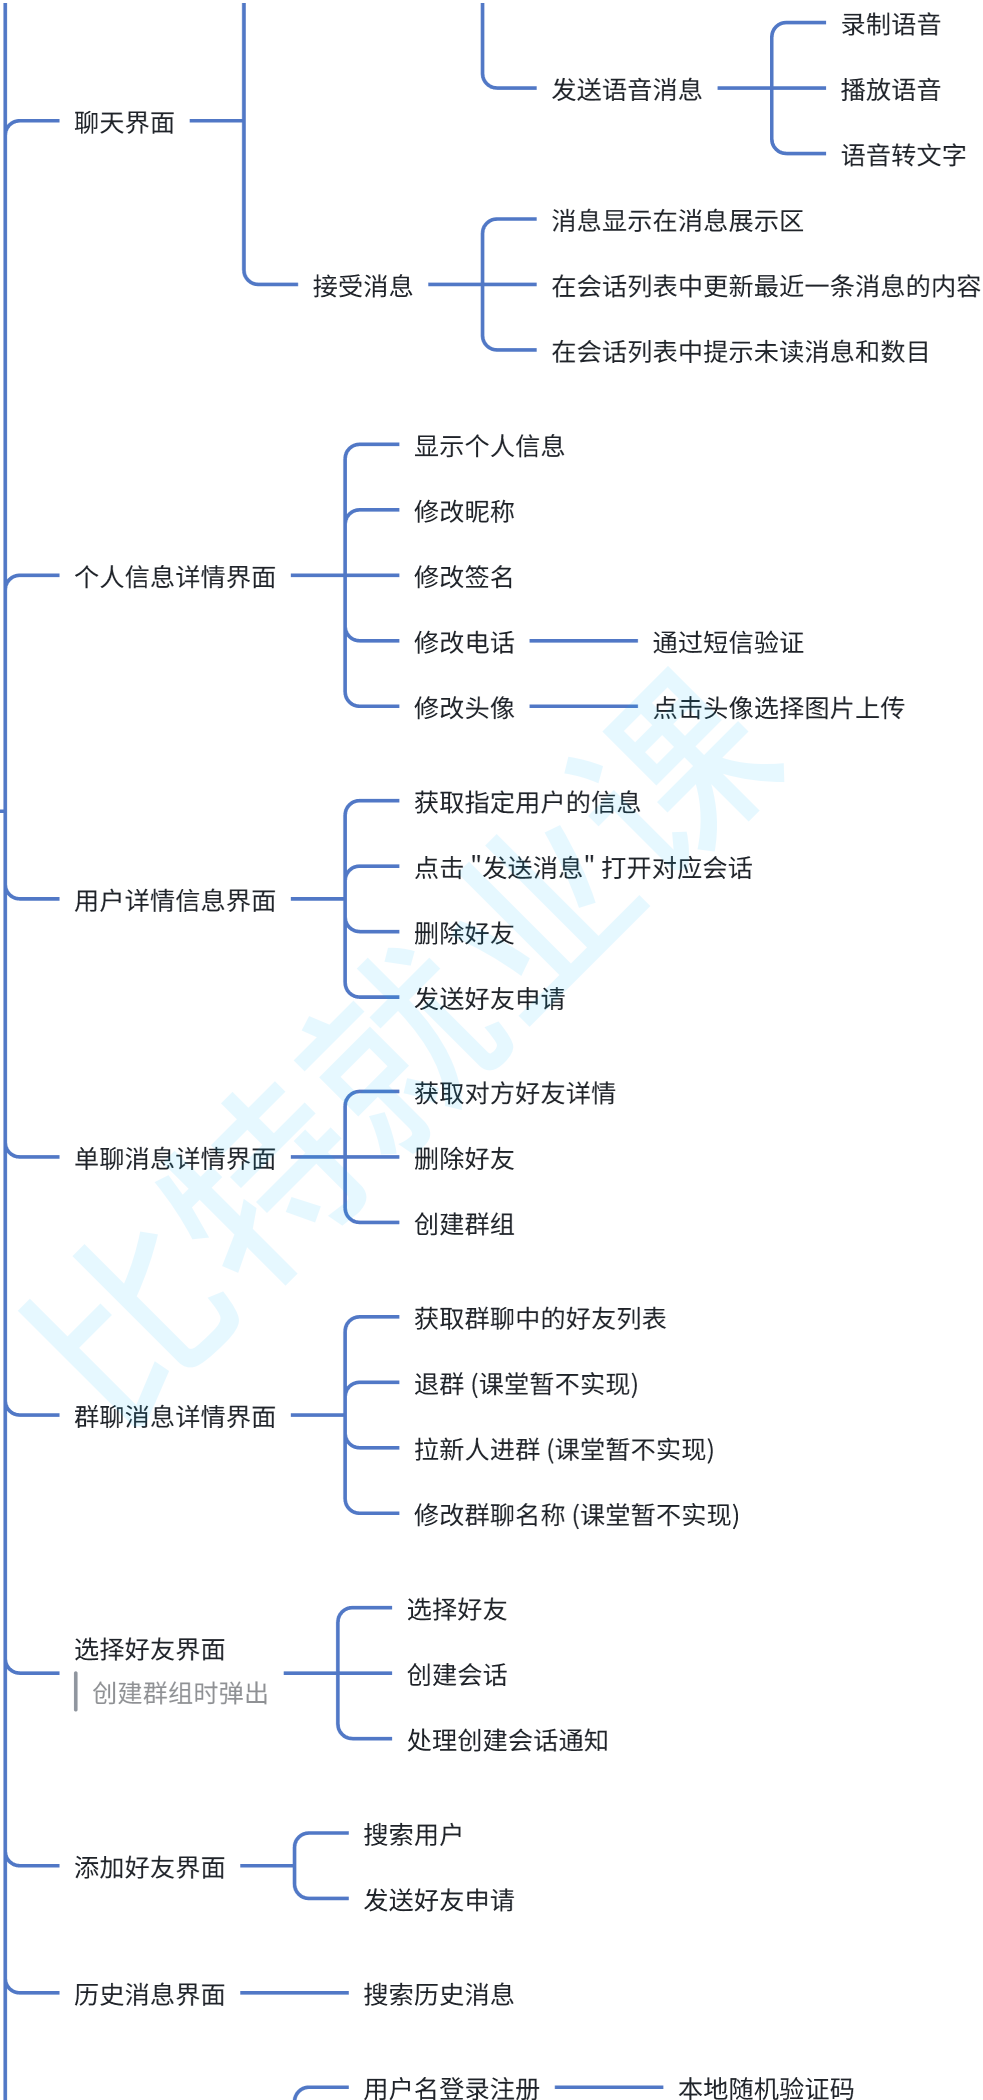 录制语音
发送语音消息
播放语音
聊天界面
语音转文字
消息显示在消息展示区
接受消息
在会话列表中更新最近一条消息的内容
在会话列表中提示未读消息和数目
显示个人信息
修改昵称
个人信息详情界面
修改签名
修改电话
通过短信验证
修改头像
点击头像选择图片上传
获取指定用户的信息
点击 "发送消息" 打开对应会话
用户详情信息界面
删除好友
发送好友申请
获取对方好友详情
单聊消息详情界面
删除好友
创建群组
获取群聊中的好友列表
退群 (课堂暂不实现)
群聊消息详情界面
拉新人进群 (课堂暂不实现)
修改群聊名称 (课堂暂不实现)
选择好友
选择好友界面
创建群组时弹出
创建会话
处理创建会话通知
搜索用户
添加好友界面
发送好友申请
历史消息界面
搜索历史消息
用户名登录注册
本地随机验证码
比特就业课